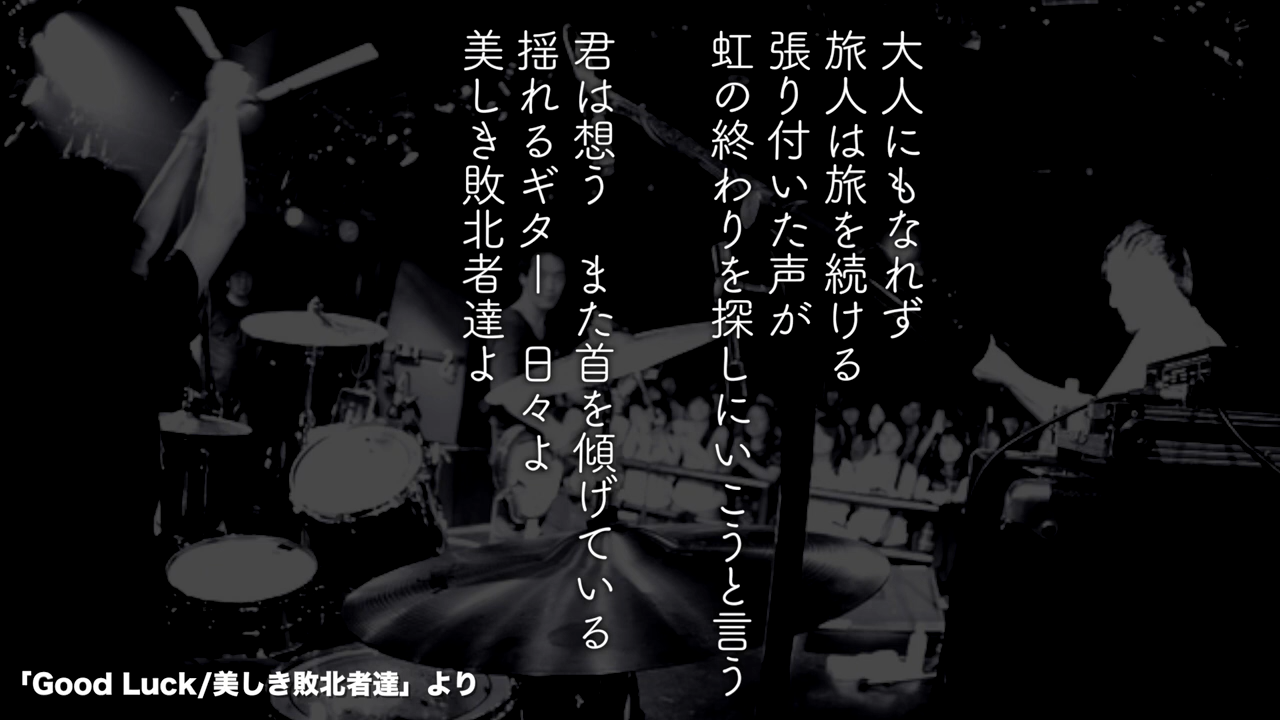 大人にもなれず
旅人は旅を続ける
張り付いた声が
虹の終わりを探しにいこうと言う
君は想う　また首を傾げている
揺れるギター　日々よ
美しき敗北者達よ
「Good Luck/美しき敗北者達」より